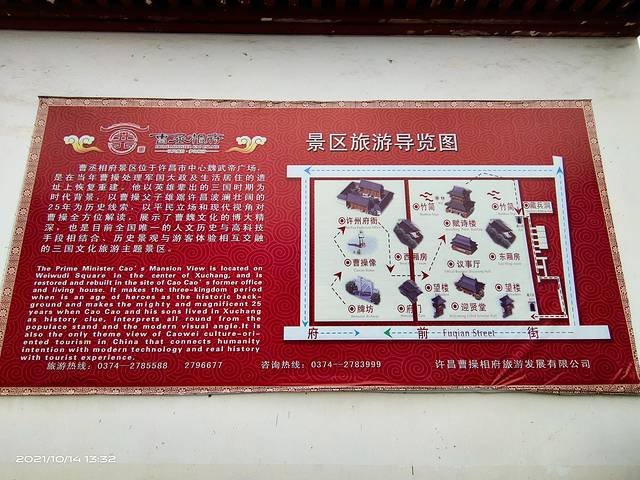 曹丞相府
景区旅游导览图
曹丞相府景区位于许昌市中心魏武帝广场，
是在当年曹操处理军国大政及生活居住的遗
址上恢复重建。他以英雄辈出的三国时期为
时代背景，以曹操父子雄踞许昌波澜壮阔的
25年为历史线索，以平民立场和现代视角对
曹操全方位解读，展示了曹魏文化的博大精
深，也是目前全国唯一的人文历史与高科技
手段相结合、历史景观与游客体验相互交融
的三国文化旅游主题景区。
The Prime Minister Cao's Mansion View is located on
Weiwudi Square in the center of Xuchang, and is
restored and rebuilt in the site of Cao Cao's former office
and living house. It makes the three-kingdom period
when is an age of heroes as the historic back-
ground and makes the mighty and magnificent 25
years when Cao Cao and his sons lived in Xuchang
as history clue, interprets all round from the
populace stand and the modern visual angle.It is
also the only theme view of Caowei culture-ori-
ented tourism in China that connects humanity
intention with modern technology and real history
with tourist experience.
旅游热线：0374--2785588 2796677
咨询热线：0374--2783999
许昌曹操相府旅游发展有限公司
许州府衙
曹操像
牌坊
竹简
赋诗楼
竹简
藏兵洞
西厢房
议事厅
东厢房
望楼
迎贤堂
望楼
府
府 前 Fuqian Street 街
2021/10/14 13:32